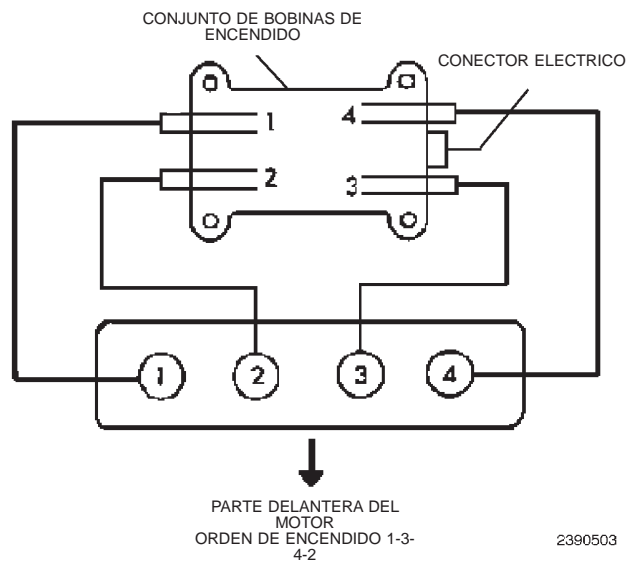 CONJUNTO DE BOBINAS DE
ENCENDIDO
CONECTOR ELECTRICO
1
4
2
3
1
2
3
4
PARTE DELANTERA DEL
MOTOR
ORDEN DE ENCENDIDO 1-3-
4-2
2390503